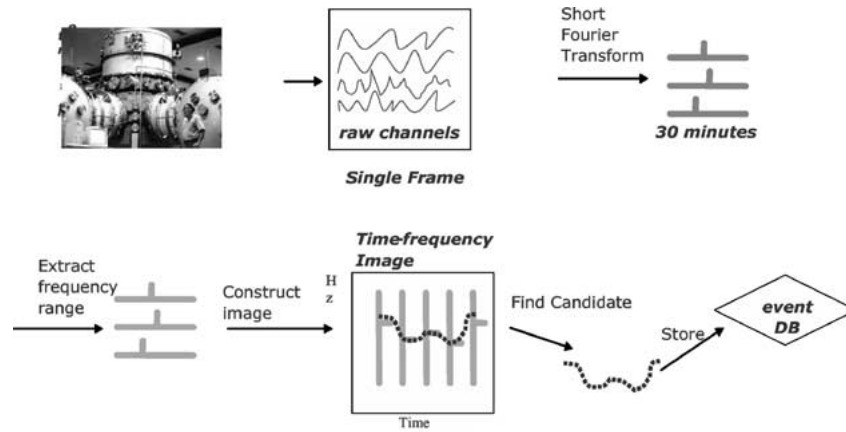 Short
Fourier
Transform
raw channels
30 minutes
Single Frame
Extract
frequency
range
Construct
image
Time-frequency
Image
H
z
Time
Find Candidate
Store
event
DB